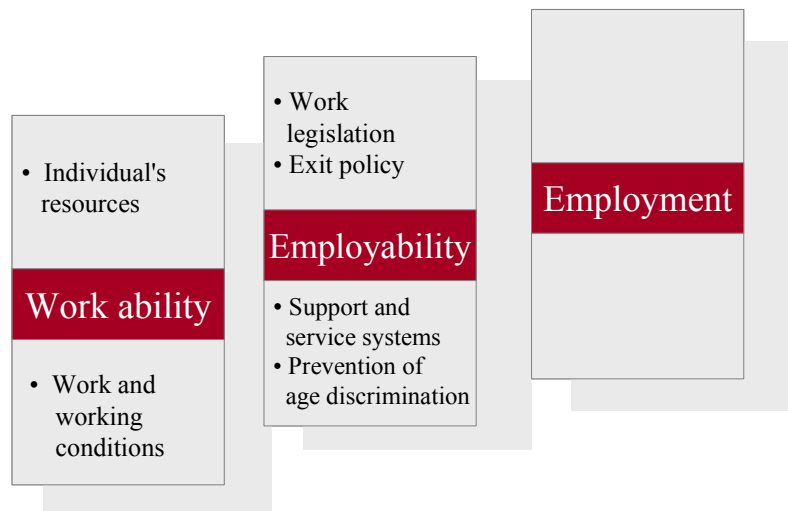 • Individual's
resources
Work ability
• Work and
working
conditions
• Work
legislation
• Exit policy
Employability
• Support and
service systems
• Prevention of
age discrimination
Employment